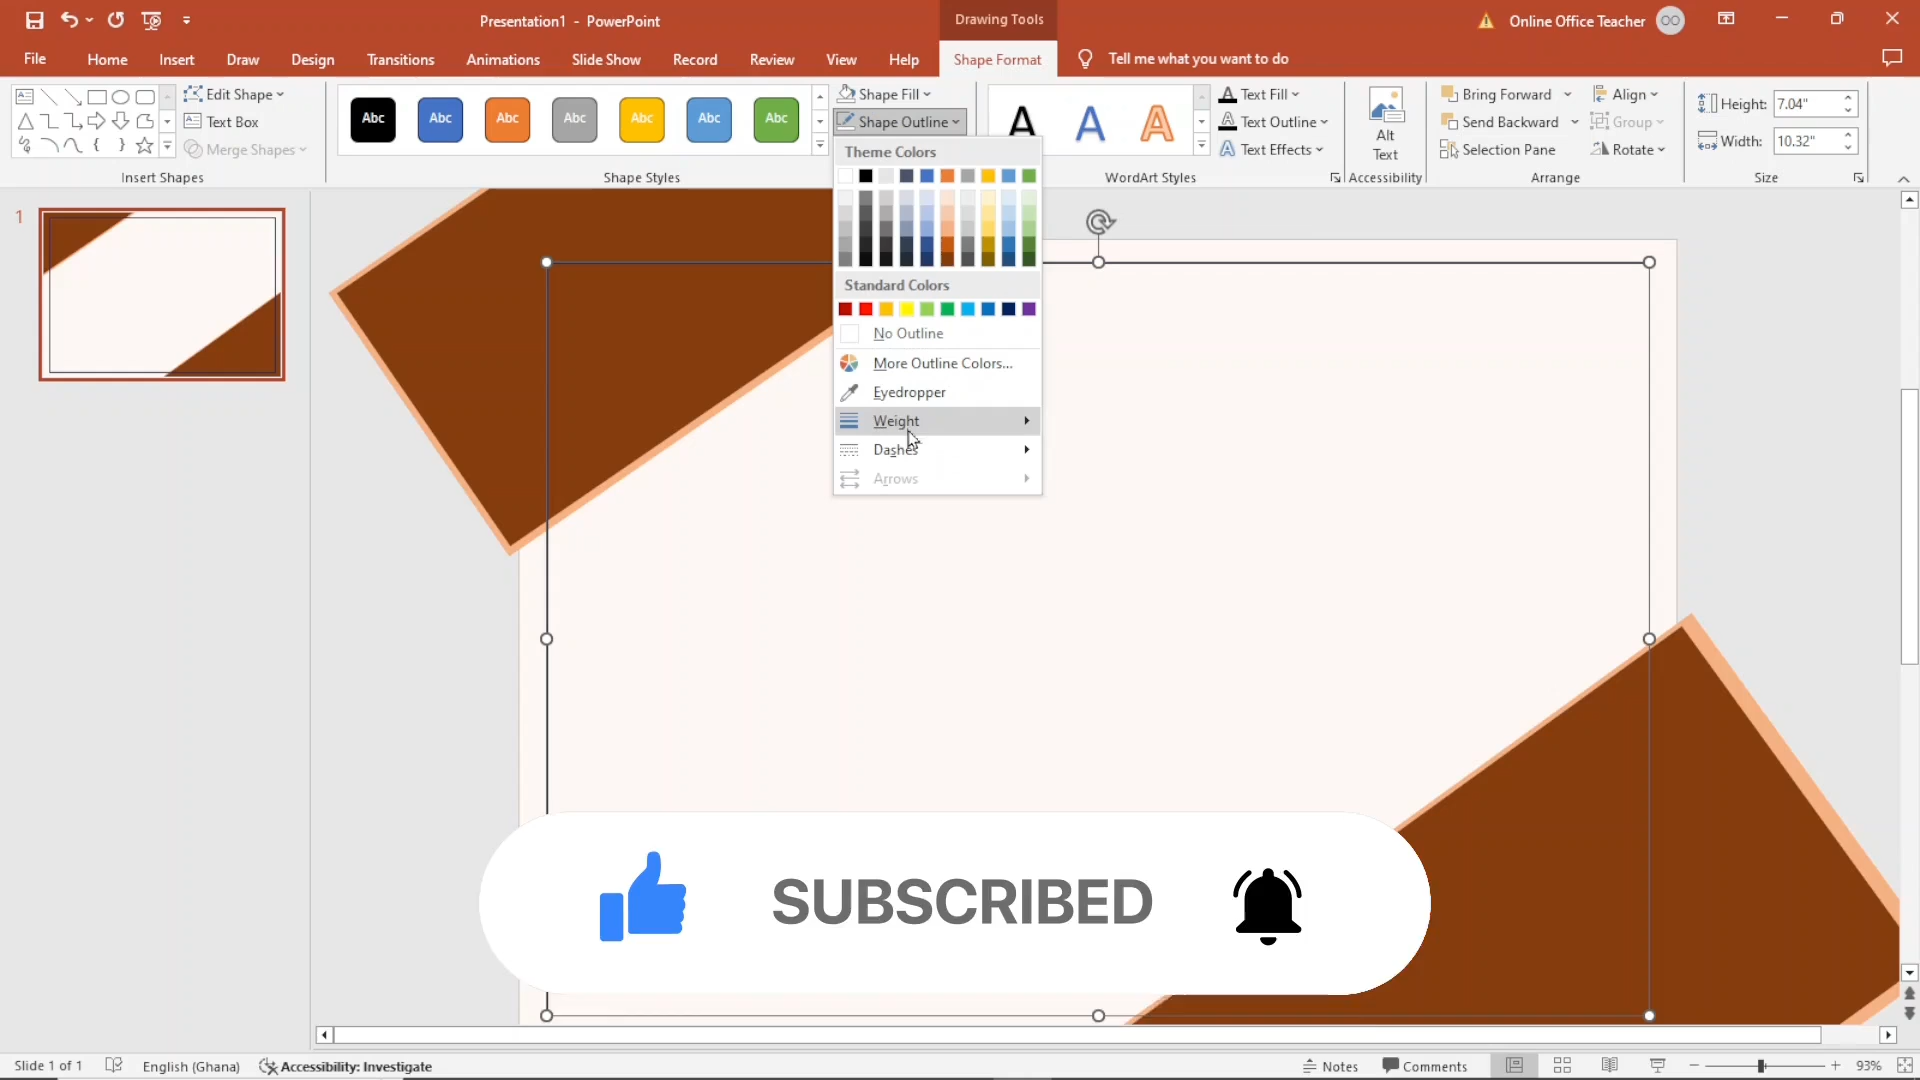 Presentation1 - PowerPoint
Drawing Tools
Online Office Teacher
OO
File
Home
Insert
Draw
Design
Transitions
Animations
Slide Show
Record
Review
View
Help
Shape Format
Tell me what you want to do
Edit Shape
Text Box
Merge Shapes
Insert Shapes
Abc
Abc
Abc
Abc
Abc
Abc
Abc
Shape Styles
Shape Fill
Shape Outline
Theme Colors
Standard Colors
No Outline
More Outline Colors...
Eyedropper
Weight
Dashes
Arrows
A
A
A
Text Fill
Text Outline
Text Effects
WordArt Styles
Alt
Text
Accessibility
Bring Forward
Send Backward
Selection Pane
Align
Group
Rotate
Arrange
Height: 7.04"
Width: 10.32"
Size
1
SUBSCRIBED
Slide 1 of 1
English (Ghana)
Accessibility: Investigate
Notes
Comments
93%